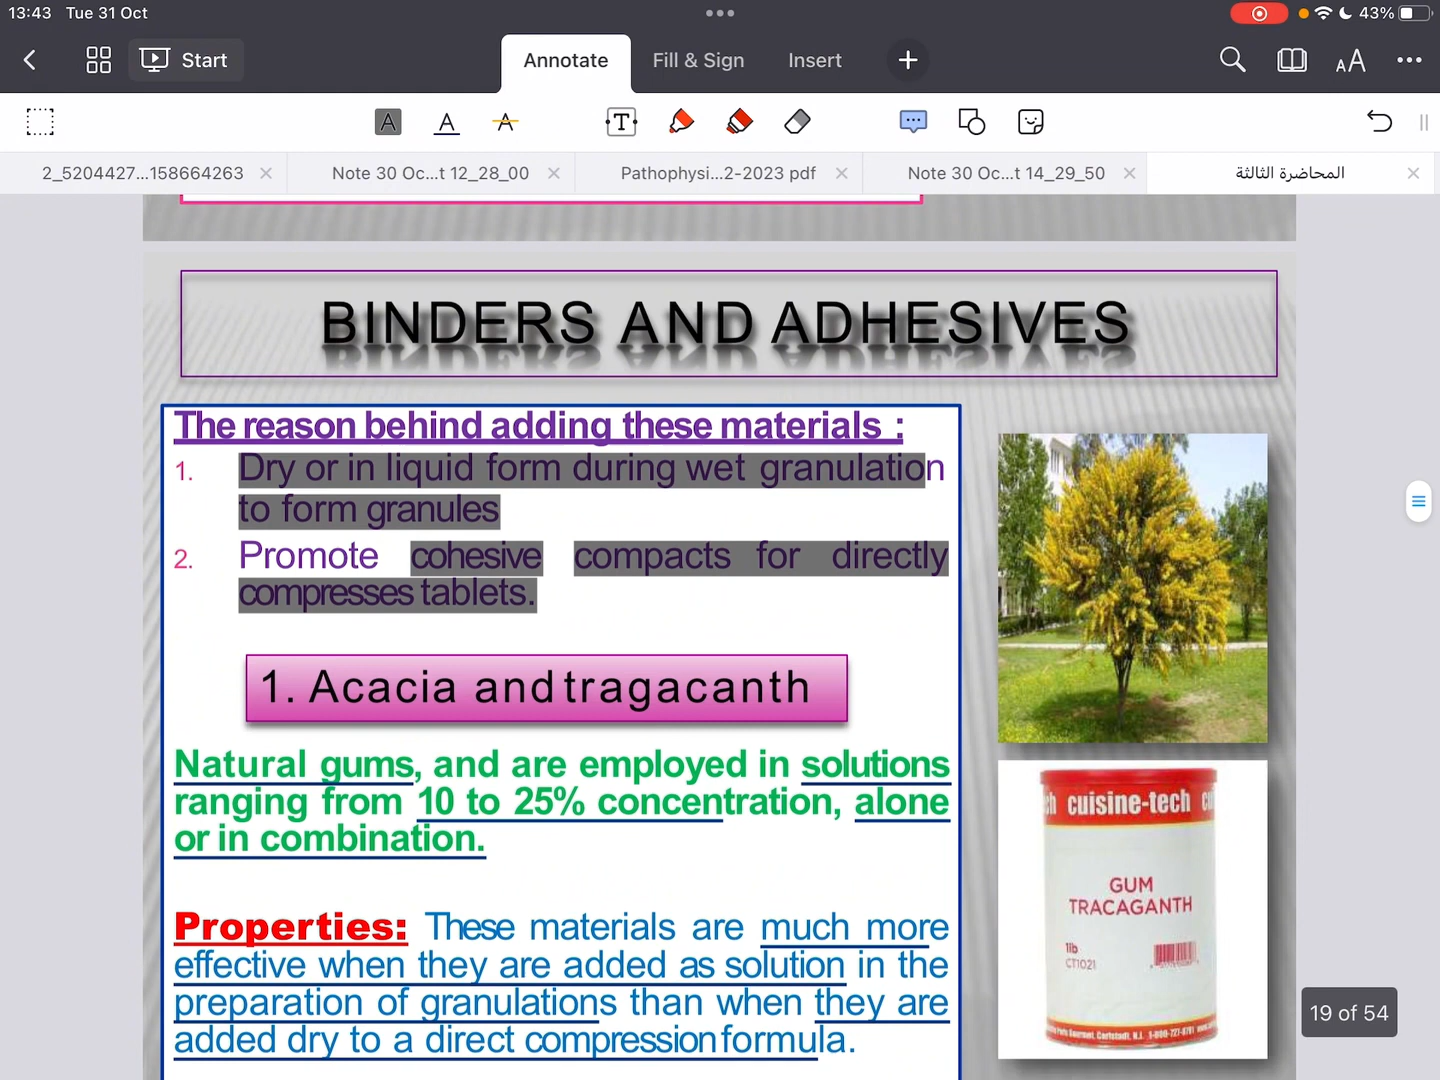 13:43 Tue 31 Oct
43%
Start
Annotate
Fill & Sign
Insert
2_5204427...158664263
Note 30 Oc...t 12_28_00
Pathophysi...2-2023 pdf
Note 30 Oc...t 14_29_50
المحاضرة الثالثة
BINDERS AND ADHESIVES
The reason behind adding these materials :
1. Dry or in liquid form during wet granulation
to form granules
2. Promote cohesive compacts for directly
compresses tablets.
1. Acacia and tragacanth
Natural gums, and are employed in solutions
ranging from 10 to 25% concentration, alone
or in combination.
Properties: These materials are much more
effective when they are added as solution in the
preparation of granulations than when they are
added dry to a direct compression formula.
cuisine-tech
GUM
TRACAGANTH
1lb
CT1021
19 of 54